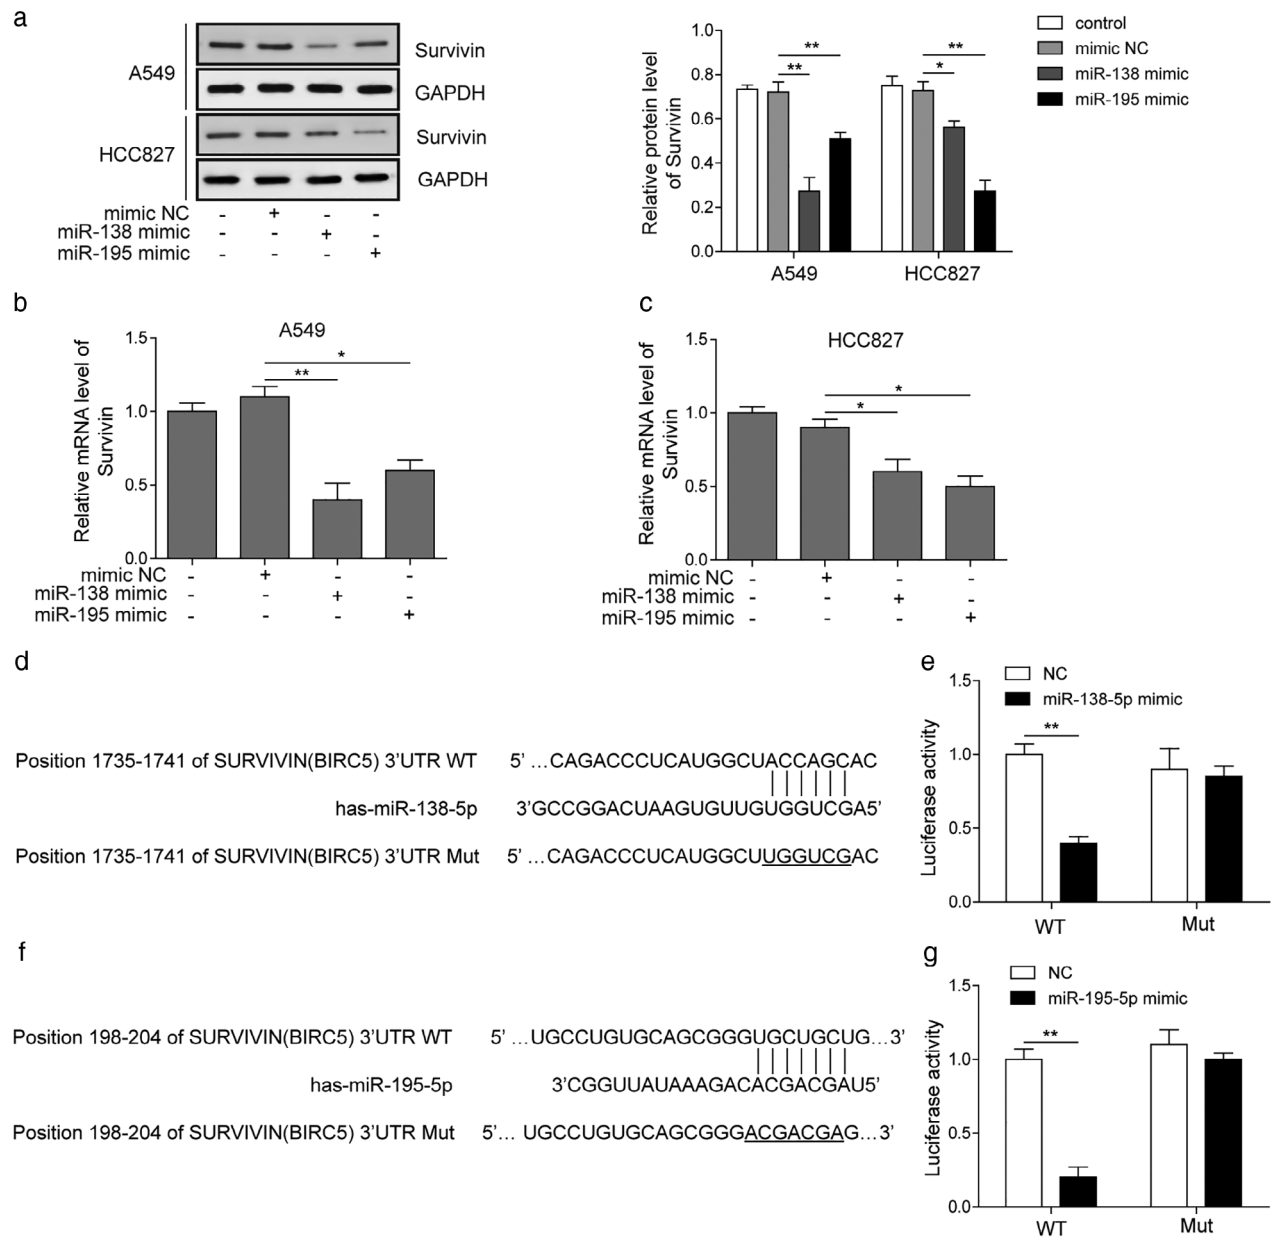 a
A549
HCC827
Survivin
GAPDH
Survivin
GAPDH
mimic NC - + - -
miR-138 mimic - - + -
miR-195 mimic - - - +
Relative protein level
of Survivin
1.0
0.8
0.6
0.4
0.2
0.0
** **
** *
A549 HCC827
control
mimic NC
miR-138 mimic
miR-195 mimic
b
A549
Relative mRNA level of
Survivin
1.5
1.0
0.5
0.0
*
**
mimic NC - + - -
miR-138 mimic - - + -
miR-195 mimic - - - +
c
HCC827
Relative mRNA level of
Survivin
1.5
1.0
0.5
0.0
*
*
mimic NC - + - -
miR-138 mimic - - + -
miR-195 mimic - - - +
d
Position 1735-1741 of SURVIVIN(BIRC5) 3'UTR WT 5' ...CAGACCCUCAUGGCUACCAGCAC
has-miR-138-5p 3'GCCGGACUAAGUGUUGUGGUCGA5'
Position 1735-1741 of SURVIVIN(BIRC5) 3'UTR Mut 5' ...CAGACCCUCAUGGCUUGGUCGAC
e
NC
miR-138-5p mimic
Luciferase activity
1.5
1.0
0.5
0.0
**
WT Mut
f
Position 198-204 of SURVIVIN(BIRC5) 3'UTR WT 5' ...UGCCUGUGCAGCGGGUGCUGCUG...3'
has-miR-195-5p 3'CGGUUAUAAAGACACGACGAU5'
Position 198-204 of SURVIVIN(BIRC5) 3'UTR Mut 5'... UGCCUGUGCAGCGGGACGACGAG...3'
g
NC
miR-195-5p mimic
Luciferase activity
1.5
1.0
0.5
0.0
**
WT Mut